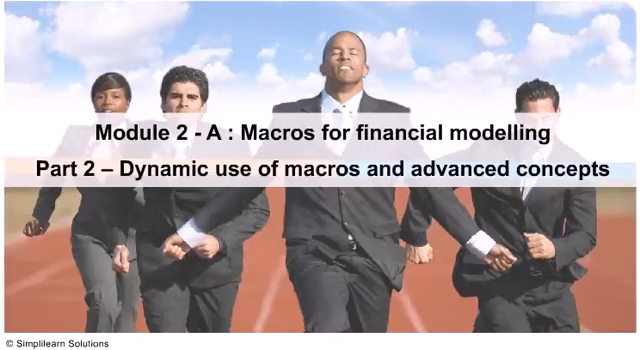 Module 2 - A : Macros for financial modelling
Part 2 – Dynamic use of macros and advanced concepts
© Simplilearn Solutions